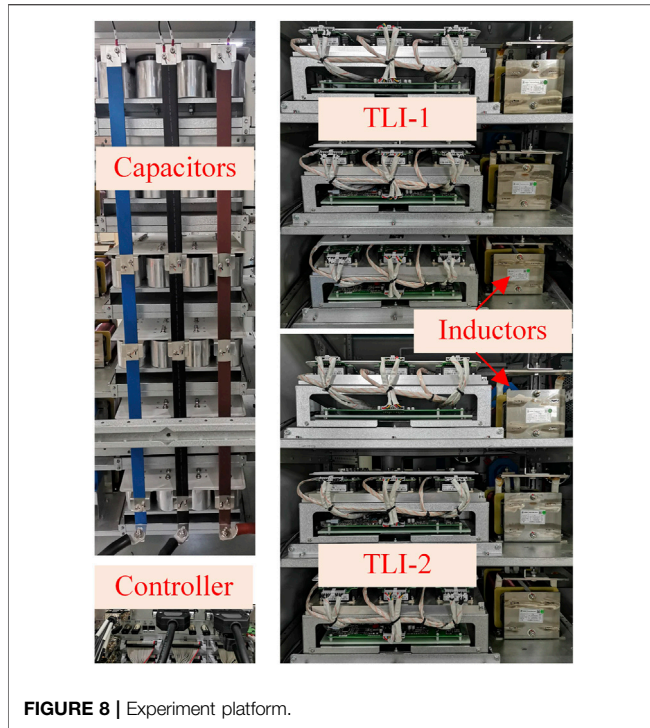 Capacitors
Controller
TLI-1
Inductors
TLI-2
FIGURE 8 | Experiment platform.